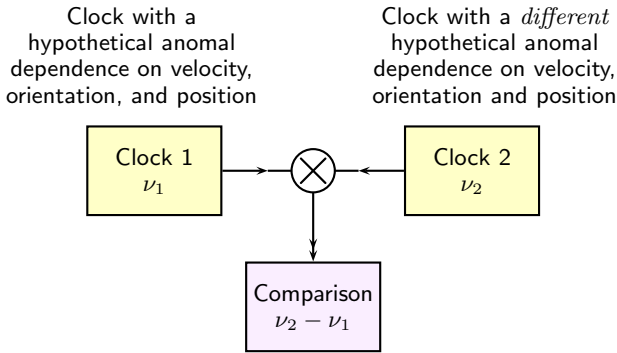 Clock with a
hypothetical anomal
dependence on velocity,
orientation, and position
Clock with a different
hypothetical anomal
dependence on velocity,
orientation and position
Clock 1
ν₁
Clock 2
ν₂
Comparison
ν₂ − ν₁